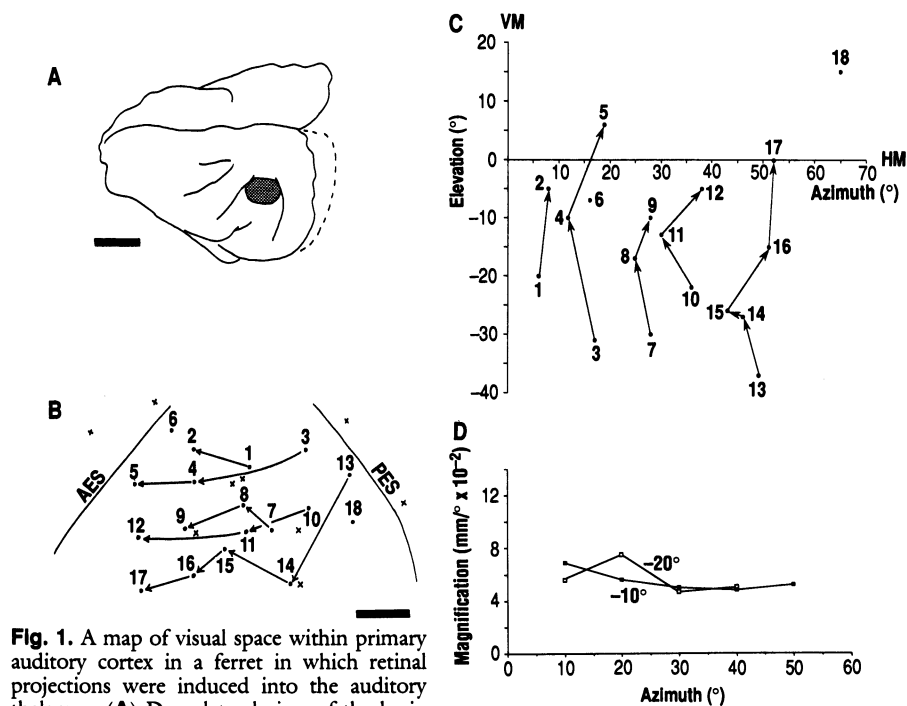 A
B
6
2
1
3
13
5
4
AES
PES
8
9
7
10
18
12
11
17
16
15
14
Fig. 1. A map of visual space within primary
auditory cortex in a ferret in which retinal
projections were induced into the auditory
C
VM
20
10
0
-10
-20
-30
-40
Elevation (°)
10 20 30 40 50 60 70
HM
Azimuth (°)
18
5
17
2
6
12
4
9
11
8
16
1
10
15
14
3
7
13
D
Magnification (mm/° x 10⁻²)
12
8
4
0
–20°
–10°
0 10 20 30 40 50 60
Azimuth (°)